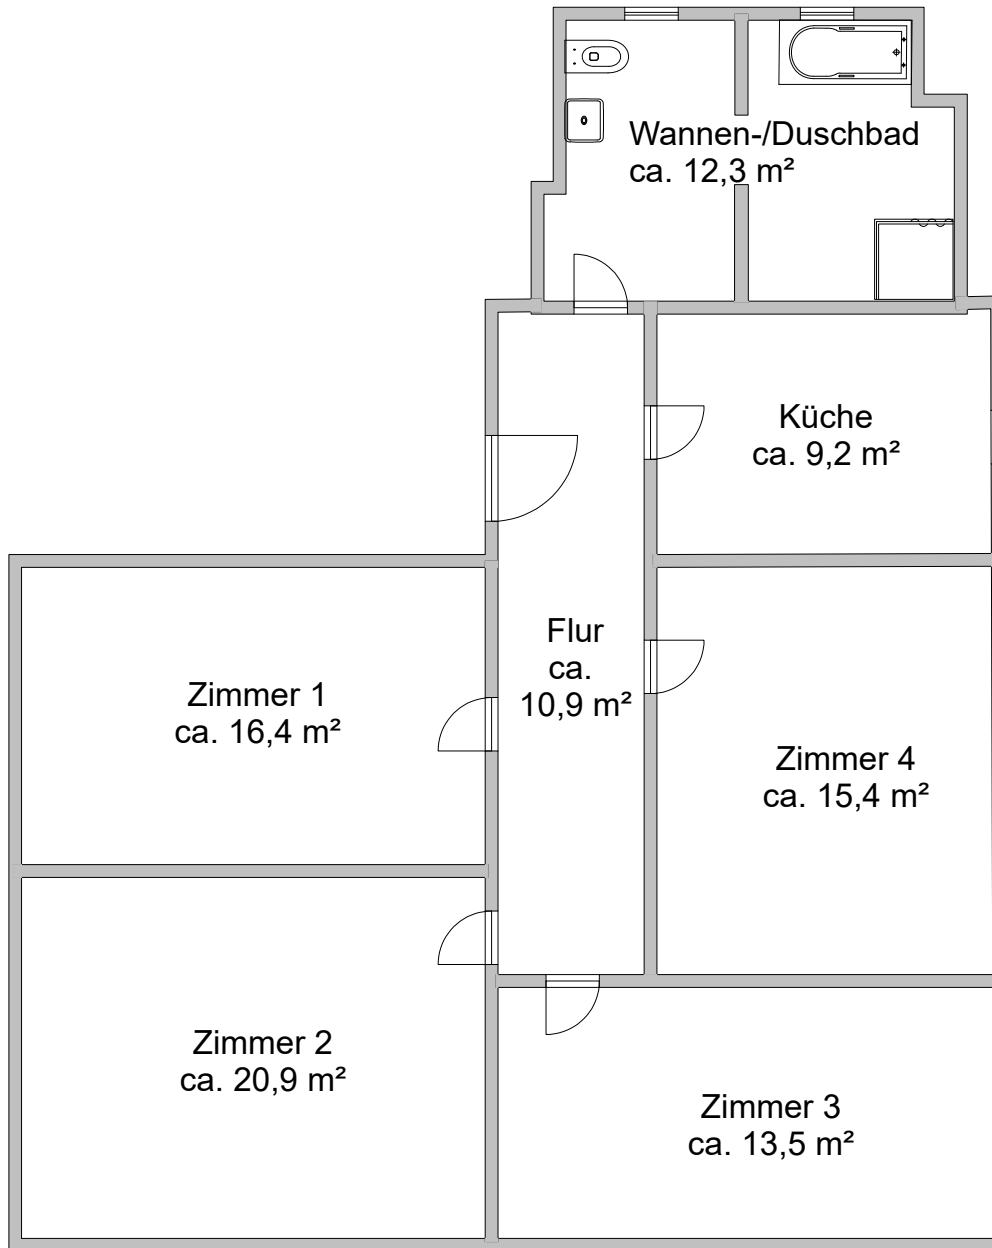 Wannen-/Duschbad
ca. 12,3 m²
Küche
ca. 9,2 m²
Flur
ca.
10,9 m²
Zimmer 1
ca. 16,4 m²
Zimmer 4
ca. 15,4 m²
Zimmer 2
ca. 20,9 m²
Zimmer 3
ca. 13,5 m²